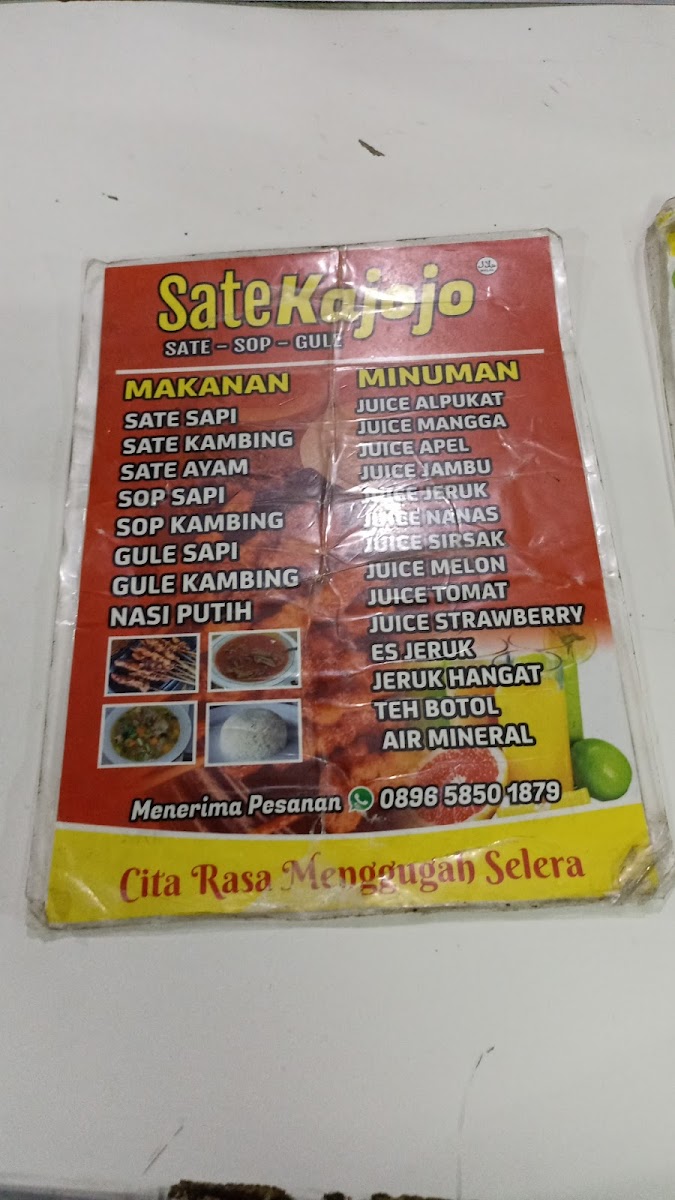 Sate Kajojo
حلال
SATE - SOP - GULE
MAKANAN
SATE SAPI
SATE KAMBING
SATE AYAM
SOP SAPI
SOP KAMBING
GULE SAPI
GULE KAMBING
NASI PUTIH
MINUMAN
JUICE ALPUKAT
JUICE MANGGA
JUICE APEL
JUICE JAMBU
JUICE JERUK
JUICE NANAS
JUICE SIRSAK
JUICE MELON
JUICE TOMAT
JUICE STRAWBERRY
ES JERUK
JERUK HANGAT
TEH BOTOL
AIR MINERAL
Menerima Pesanan 0896 5850 1879
Cita Rasa Menggugah Selera